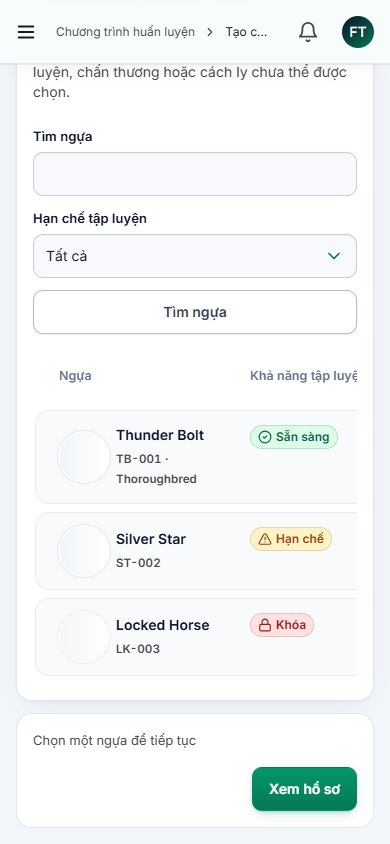 Chương trình huấn luyện > Tạo c... FT
luyện, chấn thương hoặc cách ly chưa thể được
chọn.
Tìm ngựa
Hạn chế tập luyện
Tất cả
Tìm ngựa
Ngựa Khả năng tập luyệ
Thunder Bolt Sẵn sàng
TB-001 ·
Thoroughbred
Silver Star Hạn chế
ST-002
Locked Horse Khóa
LK-003
Chọn một ngựa để tiếp tục
Xem hồ sơ